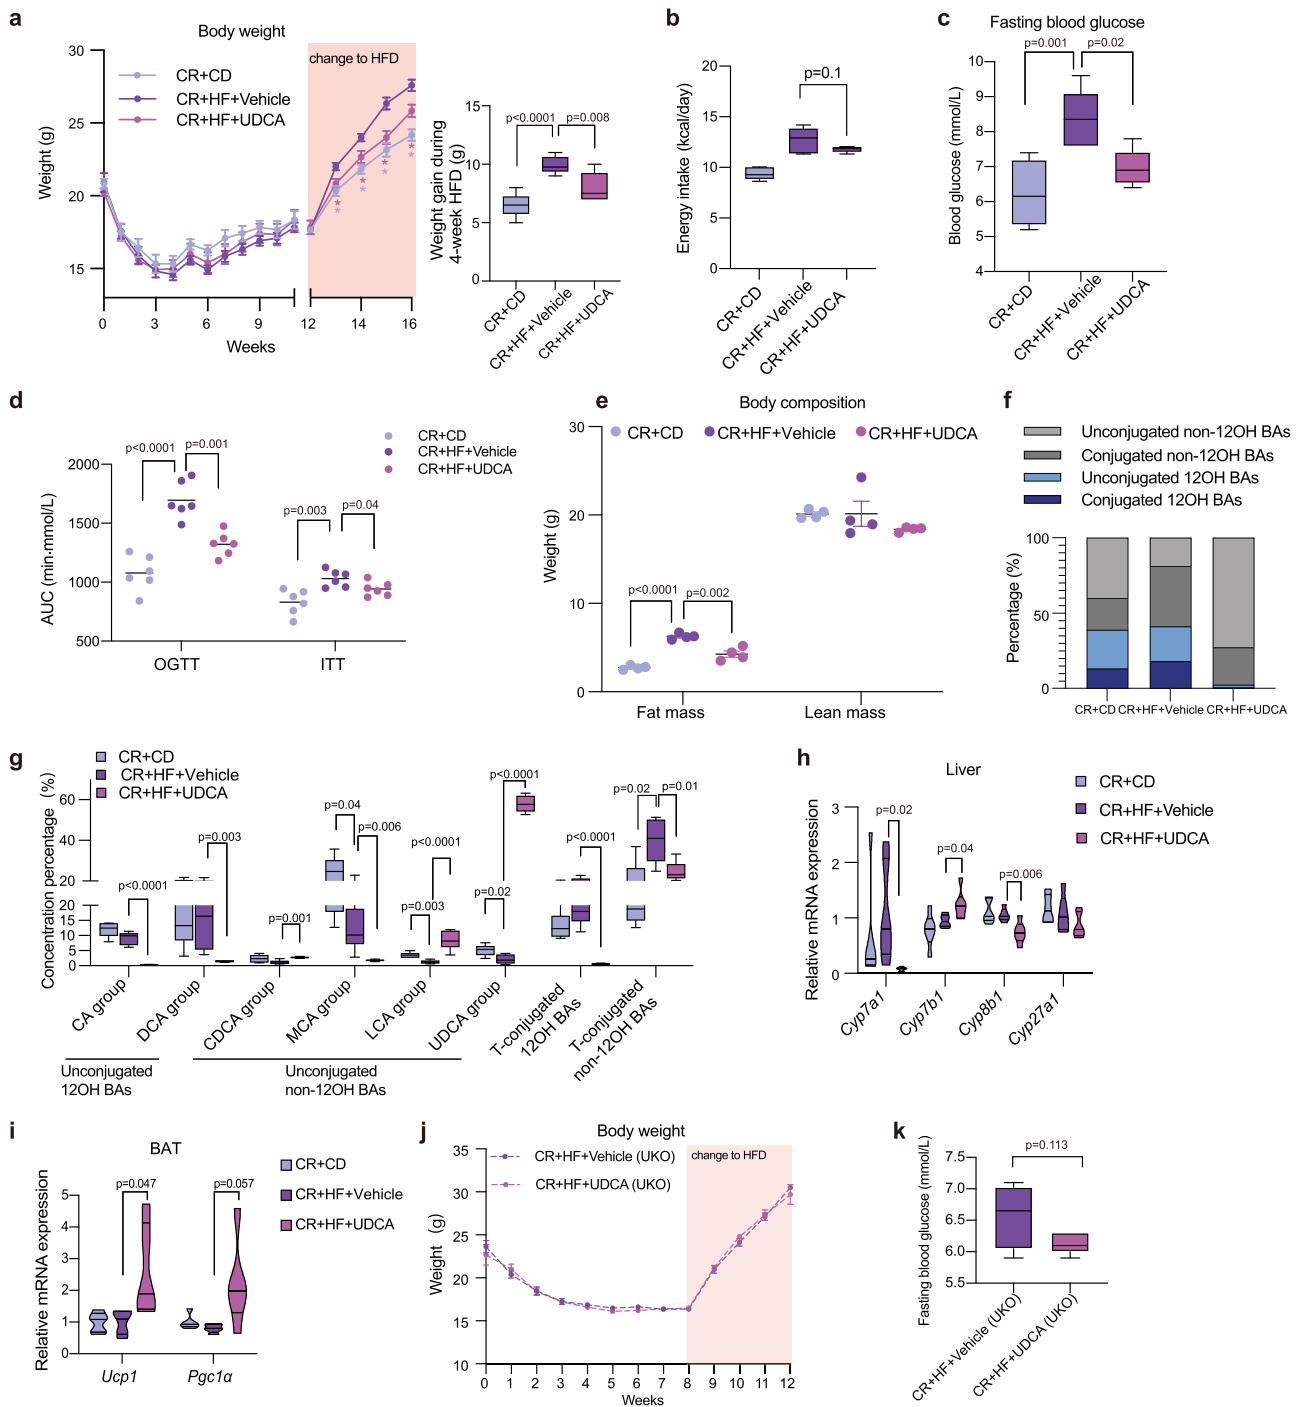 a
Body weight
change to HFD
CR+CD
CR+HF+Vehicle
CR+HF+UDCA
Weight (g)
30
25
20
15
0
3
6
9
12
14
16
Weeks
*
*
*
*
*
*
*
*
Weight gain during
4-week HFD (g)
15
10
5
0
p<0.0001
p=0.008
CR+CD
CR+HF+Vehicle
CR+HF+UDCA
b
Energy intake (kcal/day)
20
15
10
5
0
p=0.1
CR+CD
CR+HF+Vehicle
CR+HF+UDCA
c
Fasting blood glucose
p=0.001
p=0.02
Blood glucose (mmol/L)
10
9
8
7
6
5
4
CR+CD
CR+HF+Vehicle
CR+HF+UDCA
d
CR+CD
CR+HF+Vehicle
CR+HF+UDCA
AUC (min·mmol/L)
2000
1500
1000
500
p<0.0001
p=0.001
p=0.003
p=0.04
OGTT
ITT
e
Body composition
CR+CD
CR+HF+Vehicle
CR+HF+UDCA
Weight (g)
30
20
10
0
p<0.0001
p=0.002
Fat mass
Lean mass
f
Unconjugated non-12OH BAs
Conjugated non-12OH BAs
Unconjugated 12OH BAs
Conjugated 12OH BAs
Percentage (%)
100
50
0
CR+CD
CR+HF+Vehicle
CR+HF+UDCA
g
CR+CD
CR+HF+Vehicle
CR+HF+UDCA
Concentration percentage (%)
60
40
20
20
15
10
5
0
p<0.0001
p=0.003
p=0.001
p=0.04
p=0.006
p=0.003
p<0.0001
p=0.02
p<0.0001
p<0.0001
p=0.02
p=0.01
CA group
DCA group
CDCA group
MCA group
LCA group
UDCA group
T-conjugated
12OH BAs
T-conjugated
non-12OH BAs
Unconjugated
12OH BAs
Unconjugated
non-12OH BAs
h
Liver
CR+CD
CR+HF+Vehicle
CR+HF+UDCA
Relative mRNA expression
3
2
1
0
p=0.02
p=0.04
p=0.006
Cyp7a1
Cyp7b1
Cyp8b1
Cyp27a1
i
BAT
CR+CD
CR+HF+Vehicle
CR+HF+UDCA
Relative mRNA expression
5
4
3
2
1
0
p=0.047
p=0.057
Ucp1
Pgc1α
j
Body weight
change to HFD
CR+HF+Vehicle (UKO)
CR+HF+UDCA (UKO)
Weight (g)
35
30
25
20
15
10
0
1
2
3
4
5
6
7
8
9
10
11
12
Weeks
k
Fasting blood glucose (mmol/L)
7.5
7.0
6.5
6.0
5.5
p=0.113
CR+HF+Vehicle (UKO)
CR+HF+UDCA (UKO)